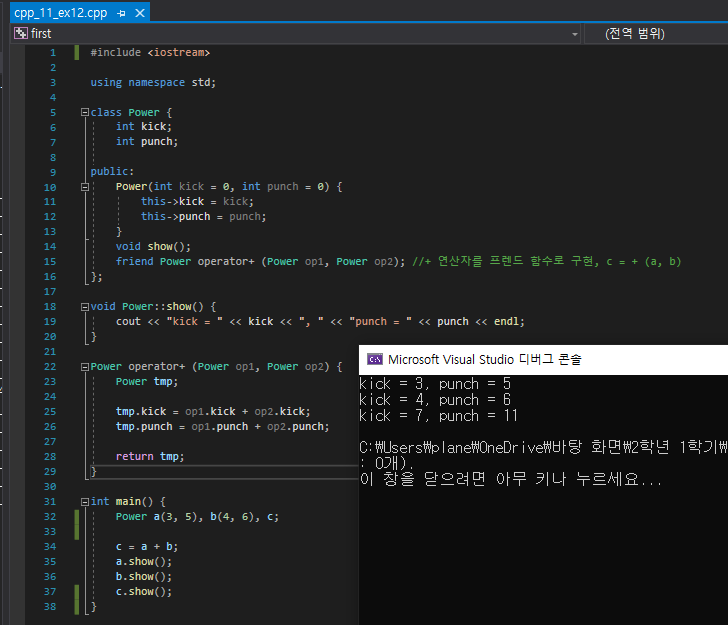 cpp_11_ex12.cpp
first
(전역 범위)
1 #include <iostream>
2
3 using namespace std;
4
5 class Power {
6 int kick;
7 int punch;
8
9 public:
10 Power(int kick = 0, int punch = 0) {
11 this->kick = kick;
12 this->punch = punch;
13 }
14 void show();
15 friend Power operator+ (Power op1, Power op2); //+ 연산자를 프렌드 함수로 구현, c = + (a, b)
16 };
17
18 void Power::show() {
19 cout << "kick = " << kick << ", " << "punch = " << punch << endl;
20 }
21
22 Power operator+ (Power op1, Power op2) {
23 Power tmp;
24
25 tmp.kick = op1.kick + op2.kick;
26 tmp.punch = op1.punch + op2.punch;
27
28 return tmp;
29 }
30
31 int main() {
32 Power a(3, 5), b(4, 6), c;
33
34 c = a + b;
35 a.show();
36 b.show();
37 c.show();
38 }
Microsoft Visual Studio 디버그 콘솔
kick = 3, punch = 5
kick = 4, punch = 6
kick = 7, punch = 11
C:₩Users₩plane₩OneDrive₩바탕 화면₩2학년 1학기₩
: 0개).
이 창을 닫으려면 아무 키나 누르세요...